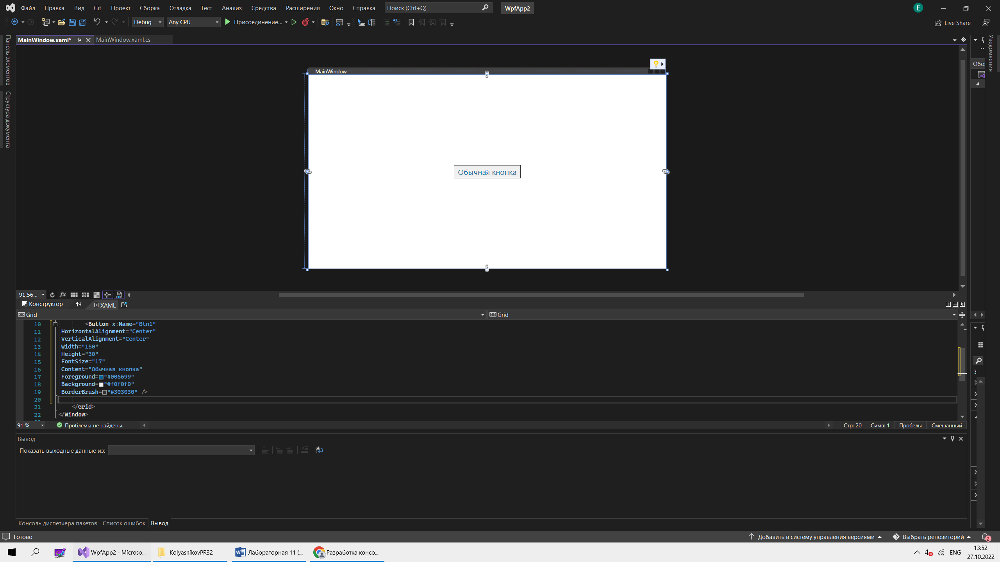 Файл Правка Вид Git Проект Сборка Отладка Тест Анализ Средства Расширения Окно Справка Поиск (Ctrl+Q) WpfApp2 E
Debug Any CPU Присоединение... Live Share
MainWindow.xaml* MainWindow.xaml.cs
Панель элементов
Структура документа
Уведомления
Обо
MainWindow
Обычная кнопка
91,56...
Конструктор XAML
Grid Grid
10 <Button x:Name="Btn1"
11 HorizontalAlignment="Center"
12 VerticalAlignment="Center"
13 Width="150"
14 Height="30"
15 FontSize="17"
16 Content="Обычная кнопка"
17 Foreground="#006699"
18 Background="#f0f0f0"
19 BorderBrush="#303030" />
20
21 </Grid>
22 </Window>
91 % Проблемы не найдены. Стр: 20 Симв: 1 Пробелы Смешанный
Вывод
Показать выходные данные из:
Консоль диспетчера пакетов Список ошибок Вывод
Готово Добавить в систему управления версиями Выбрать репозиторий 2
WpfApp2 - Microso... KolyasnikovPR32 Лабораторная 11 (... Разработка консо... ENG 13:52
27.10.2022